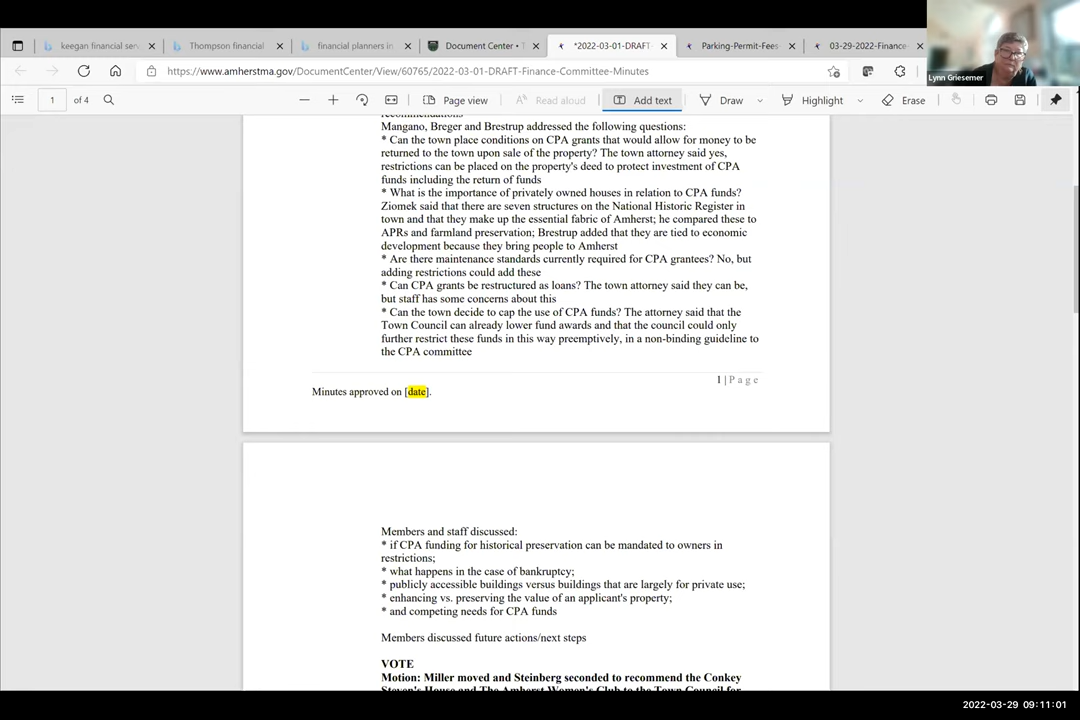 keegan financial serv
Thompson financial
financial planners in
Document Center • T
*2022-03-01-DRAFT-
Parking-Permit-Fees-
03-29-2022-Finance-
Lynn Griesemer
https://www.amherstma.gov/DocumentCenter/View/60765/2022-03-01-DRAFT-Finance-Committee-Minutes
1 of 4
Page view
Read aloud
Add text
Draw
Highlight
Erase
recommendations
Mangano, Breger and Brestrup addressed the following questions:
* Can the town place conditions on CPA grants that would allow for money to be
returned to the town upon sale of the property? The town attorney said yes,
restrictions can be placed on the property's deed to protect investment of CPA
funds including the return of funds
* What is the importance of privately owned houses in relation to CPA funds?
Ziomek said that there are seven structures on the National Historic Register in
town and that they make up the essential fabric of Amherst; he compared these to
APRs and farmland preservation; Brestrup added that they are tied to economic
development because they bring people to Amherst
* Are there maintenance standards currently required for CPA grantees? No, but
adding restrictions could add these
* Can CPA grants be restructured as loans? The town attorney said they can be,
but staff has some concerns about this
* Can the town decide to cap the use of CPA funds? The attorney said that the
Town Council can already lower fund awards and that the council could only
further restrict these funds in this way preemptively, in a non-binding guideline to
the CPA committee
1 | Page
Minutes approved on [date].
Members and staff discussed:
* if CPA funding for historical preservation can be mandated to owners in
restrictions;
* what happens in the case of bankruptcy;
* publicly accessible buildings versus buildings that are largely for private use;
* enhancing vs. preserving the value of an applicant's property;
* and competing needs for CPA funds
Members discussed future actions/next steps
VOTE
Motion: Miller moved and Steinberg seconded to recommend the Conkey
Steven's House and The Amherst Women's Club to the Town Council for
2022-03-29 09:11:01